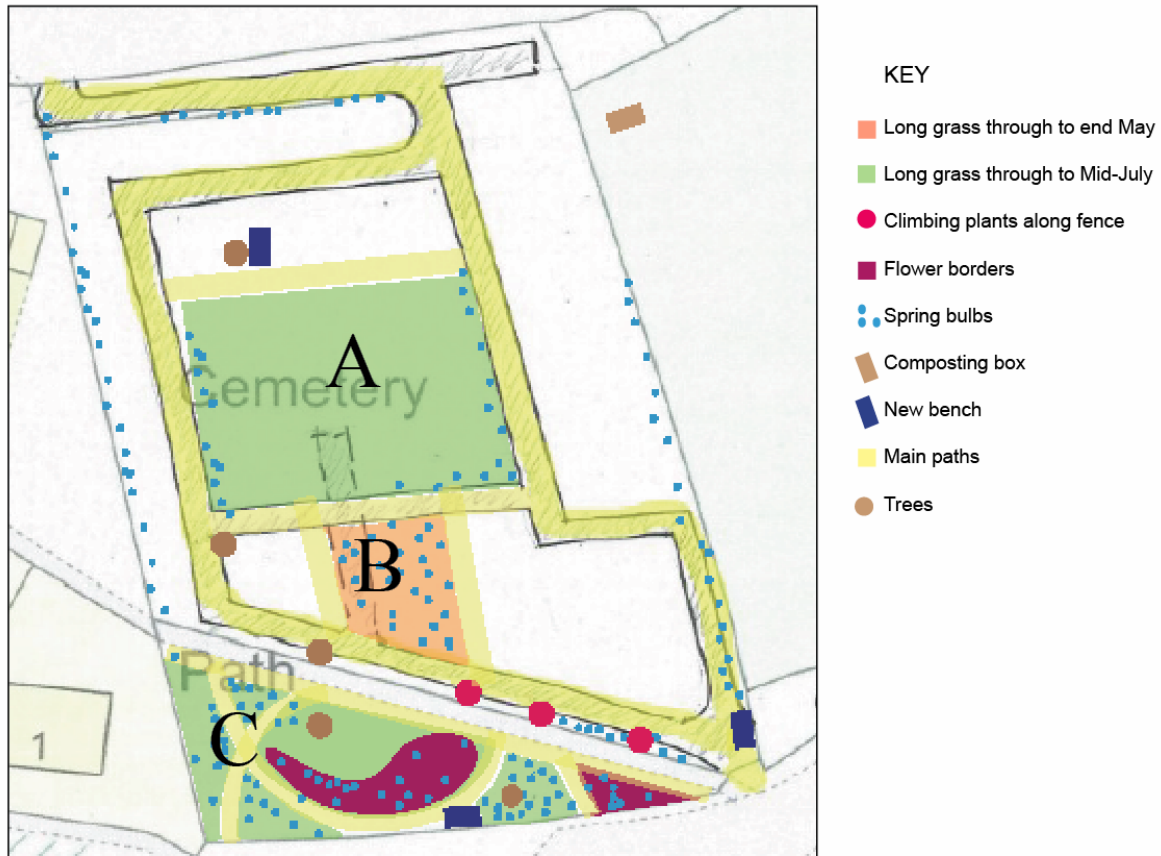 A
Cemetery
B
Path
C
1
KEY
Long grass through to end May
Long grass through to Mid-July
Climbing plants along fence
Flower borders
Spring bulbs
Composting box
New bench
Main paths
Trees